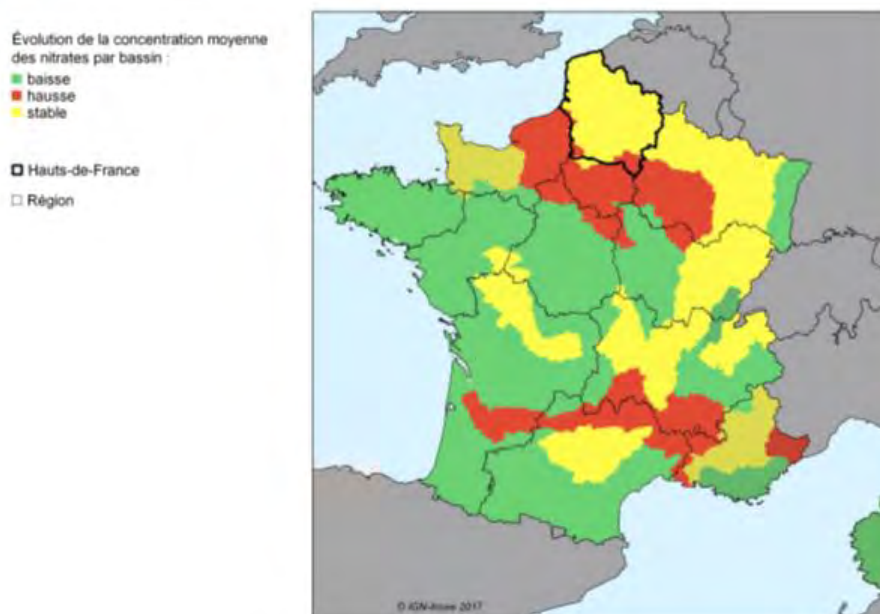 Évolution de la concentration moyenne
des nitrates par bassin :
baisse
hausse
stable
Hauts-de-France
Région
© IGN-Insee 2017